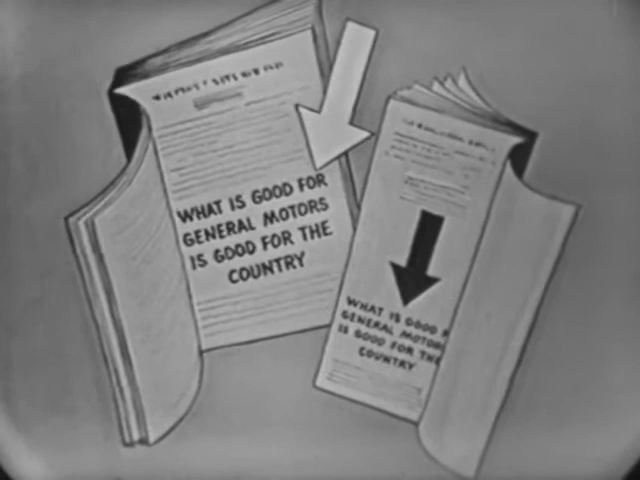 WHAT IS GOOD FOR
GENERAL MOTORS
IS GOOD FOR THE
COUNTRY
WHAT IS GOOD F
GENERAL MOTOR
IS GOOD FOR THE
COUNTRY